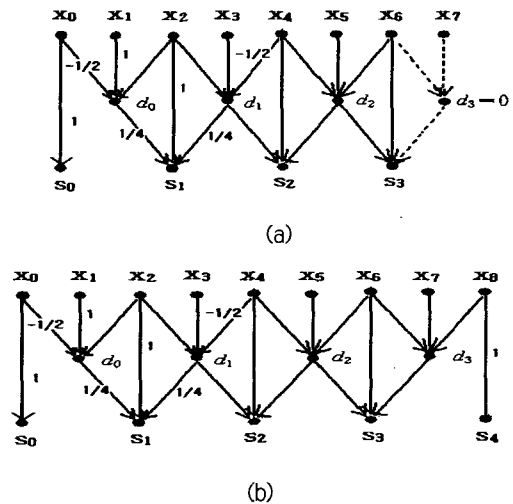 X₀ X₁ X₂ X₃ X₄ X₅ X₆ X₇
-1/2 1 1 -1/2
d₀ d₁ d₂ d₃=0
1 1/4 1/4
S₀ S₁ S₂ S₃
(a)
X₀ X₁ X₂ X₃ X₄ X₅ X₆ X₇ X₈
-1/2 1 -1/2
d₀ 1 d₁ d₂ d₃ 1
1 1/4 1/4
S₀ S₁ S₂ S₃ S₄
(b)